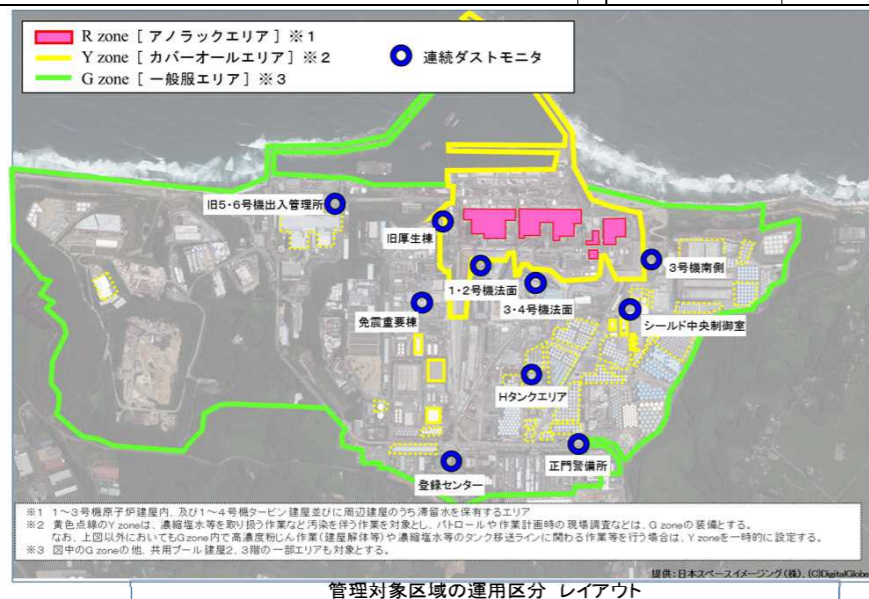 R zone [ アノラックエリア ] ※１
Y zone [ カバーオールエリア ] ※２
G zone [ 一般服エリア ] ※３
連続ダストモニタ
旧５・６号機出入管理所
旧厚生棟
３号機南側
１・２号機法面
３・４号機法面
免震重要棟
シールド中央制御室
Hタンクエリア
正門警備所
登録センター
※１ １～３号機原子炉建屋内、及び１～４号機タービン建屋並びに周辺建屋のうち滞留水を保有するエリア
※２ 黄色点線のＹ zoneは、濃縮塩水等を取り扱う作業など汚染を伴う作業を対象とし、パトロールや作業計画時の現場調査などは、Ｇ zoneの装備とする。
なお、上図以外においてもＧ zone内で高濃度粉じん作業（建屋解体等）や濃縮塩水等のタンク移送ラインに関わる作業等を行う場合は、Ｙ zoneを一時的に設定する。
※３ 図中のＧ zoneの他、共用プール建屋２、３階の一部エリアも対象とする。
提供：日本スペースイメージング（株）、(C)DigitalGlobe
管理対象区域の運用区分 レイアウト